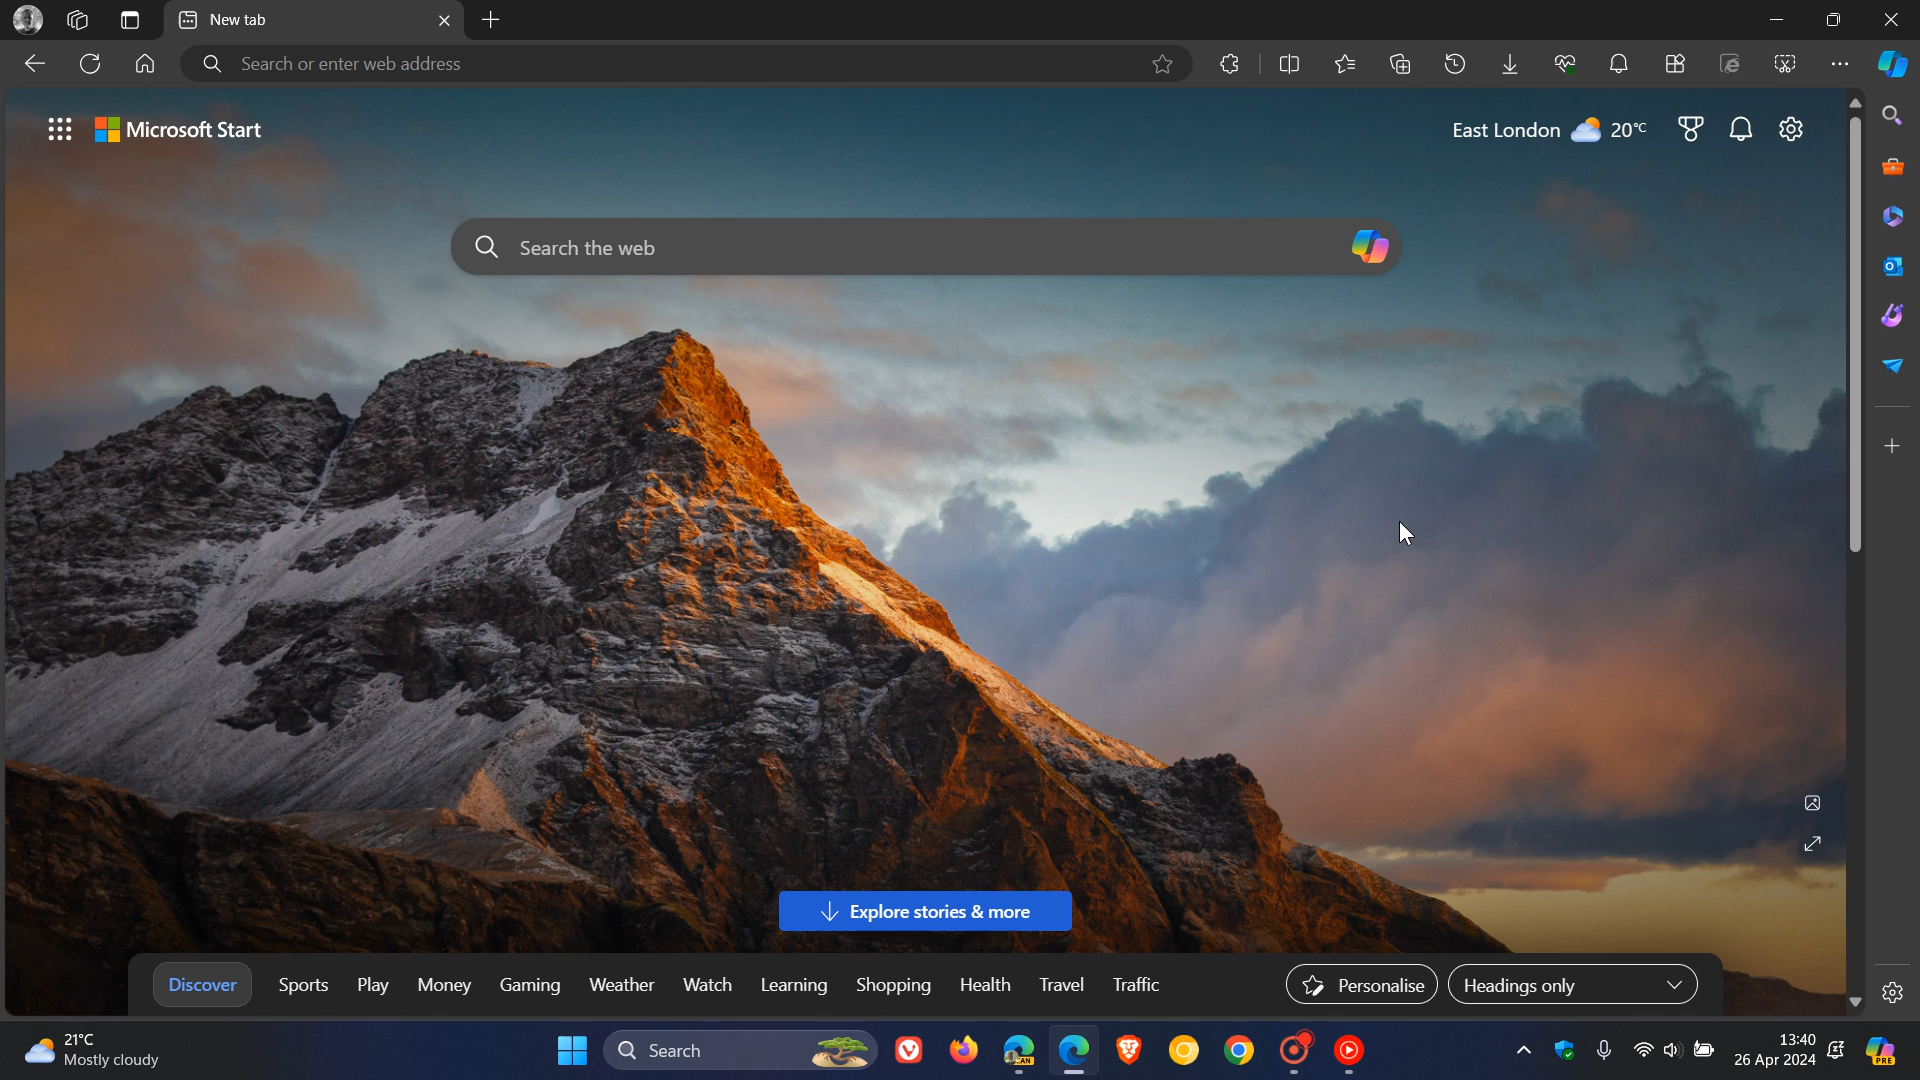 New tab
Search or enter web address
Microsoft Start
East London 20°C
Search the web
Explore stories & more
Discover Sports Play Money Gaming Weather Watch Learning Shopping Health Travel Traffic Personalise Headings only
21°C
Mostly cloudy
Search
CAN
13:40
26 Apr 2024
PRE